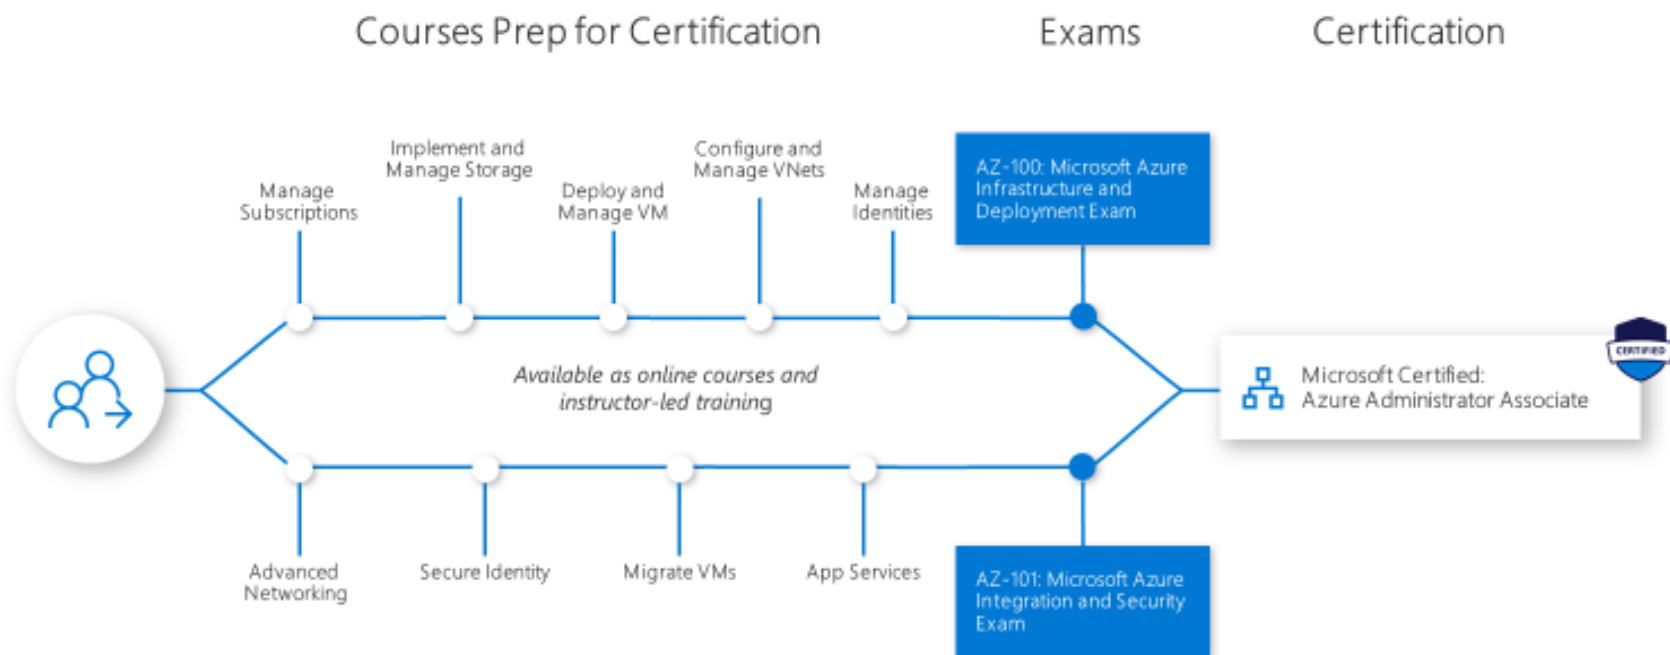 Courses Prep for Certification
Exams
Certification
Manage
Subscriptions
Implement and
Manage Storage
Deploy and
Manage VM
Configure and
Manage VNets
Manage
Identities
AZ-100: Microsoft Azure
Infrastructure and
Deployment Exam
Available as online courses and
instructor-led training
CERTIFIED
Microsoft Certified:
Azure Administrator Associate
Advanced
Networking
Secure Identity
Migrate VMs
App Services
AZ-101: Microsoft Azure
Integration and Security
Exam